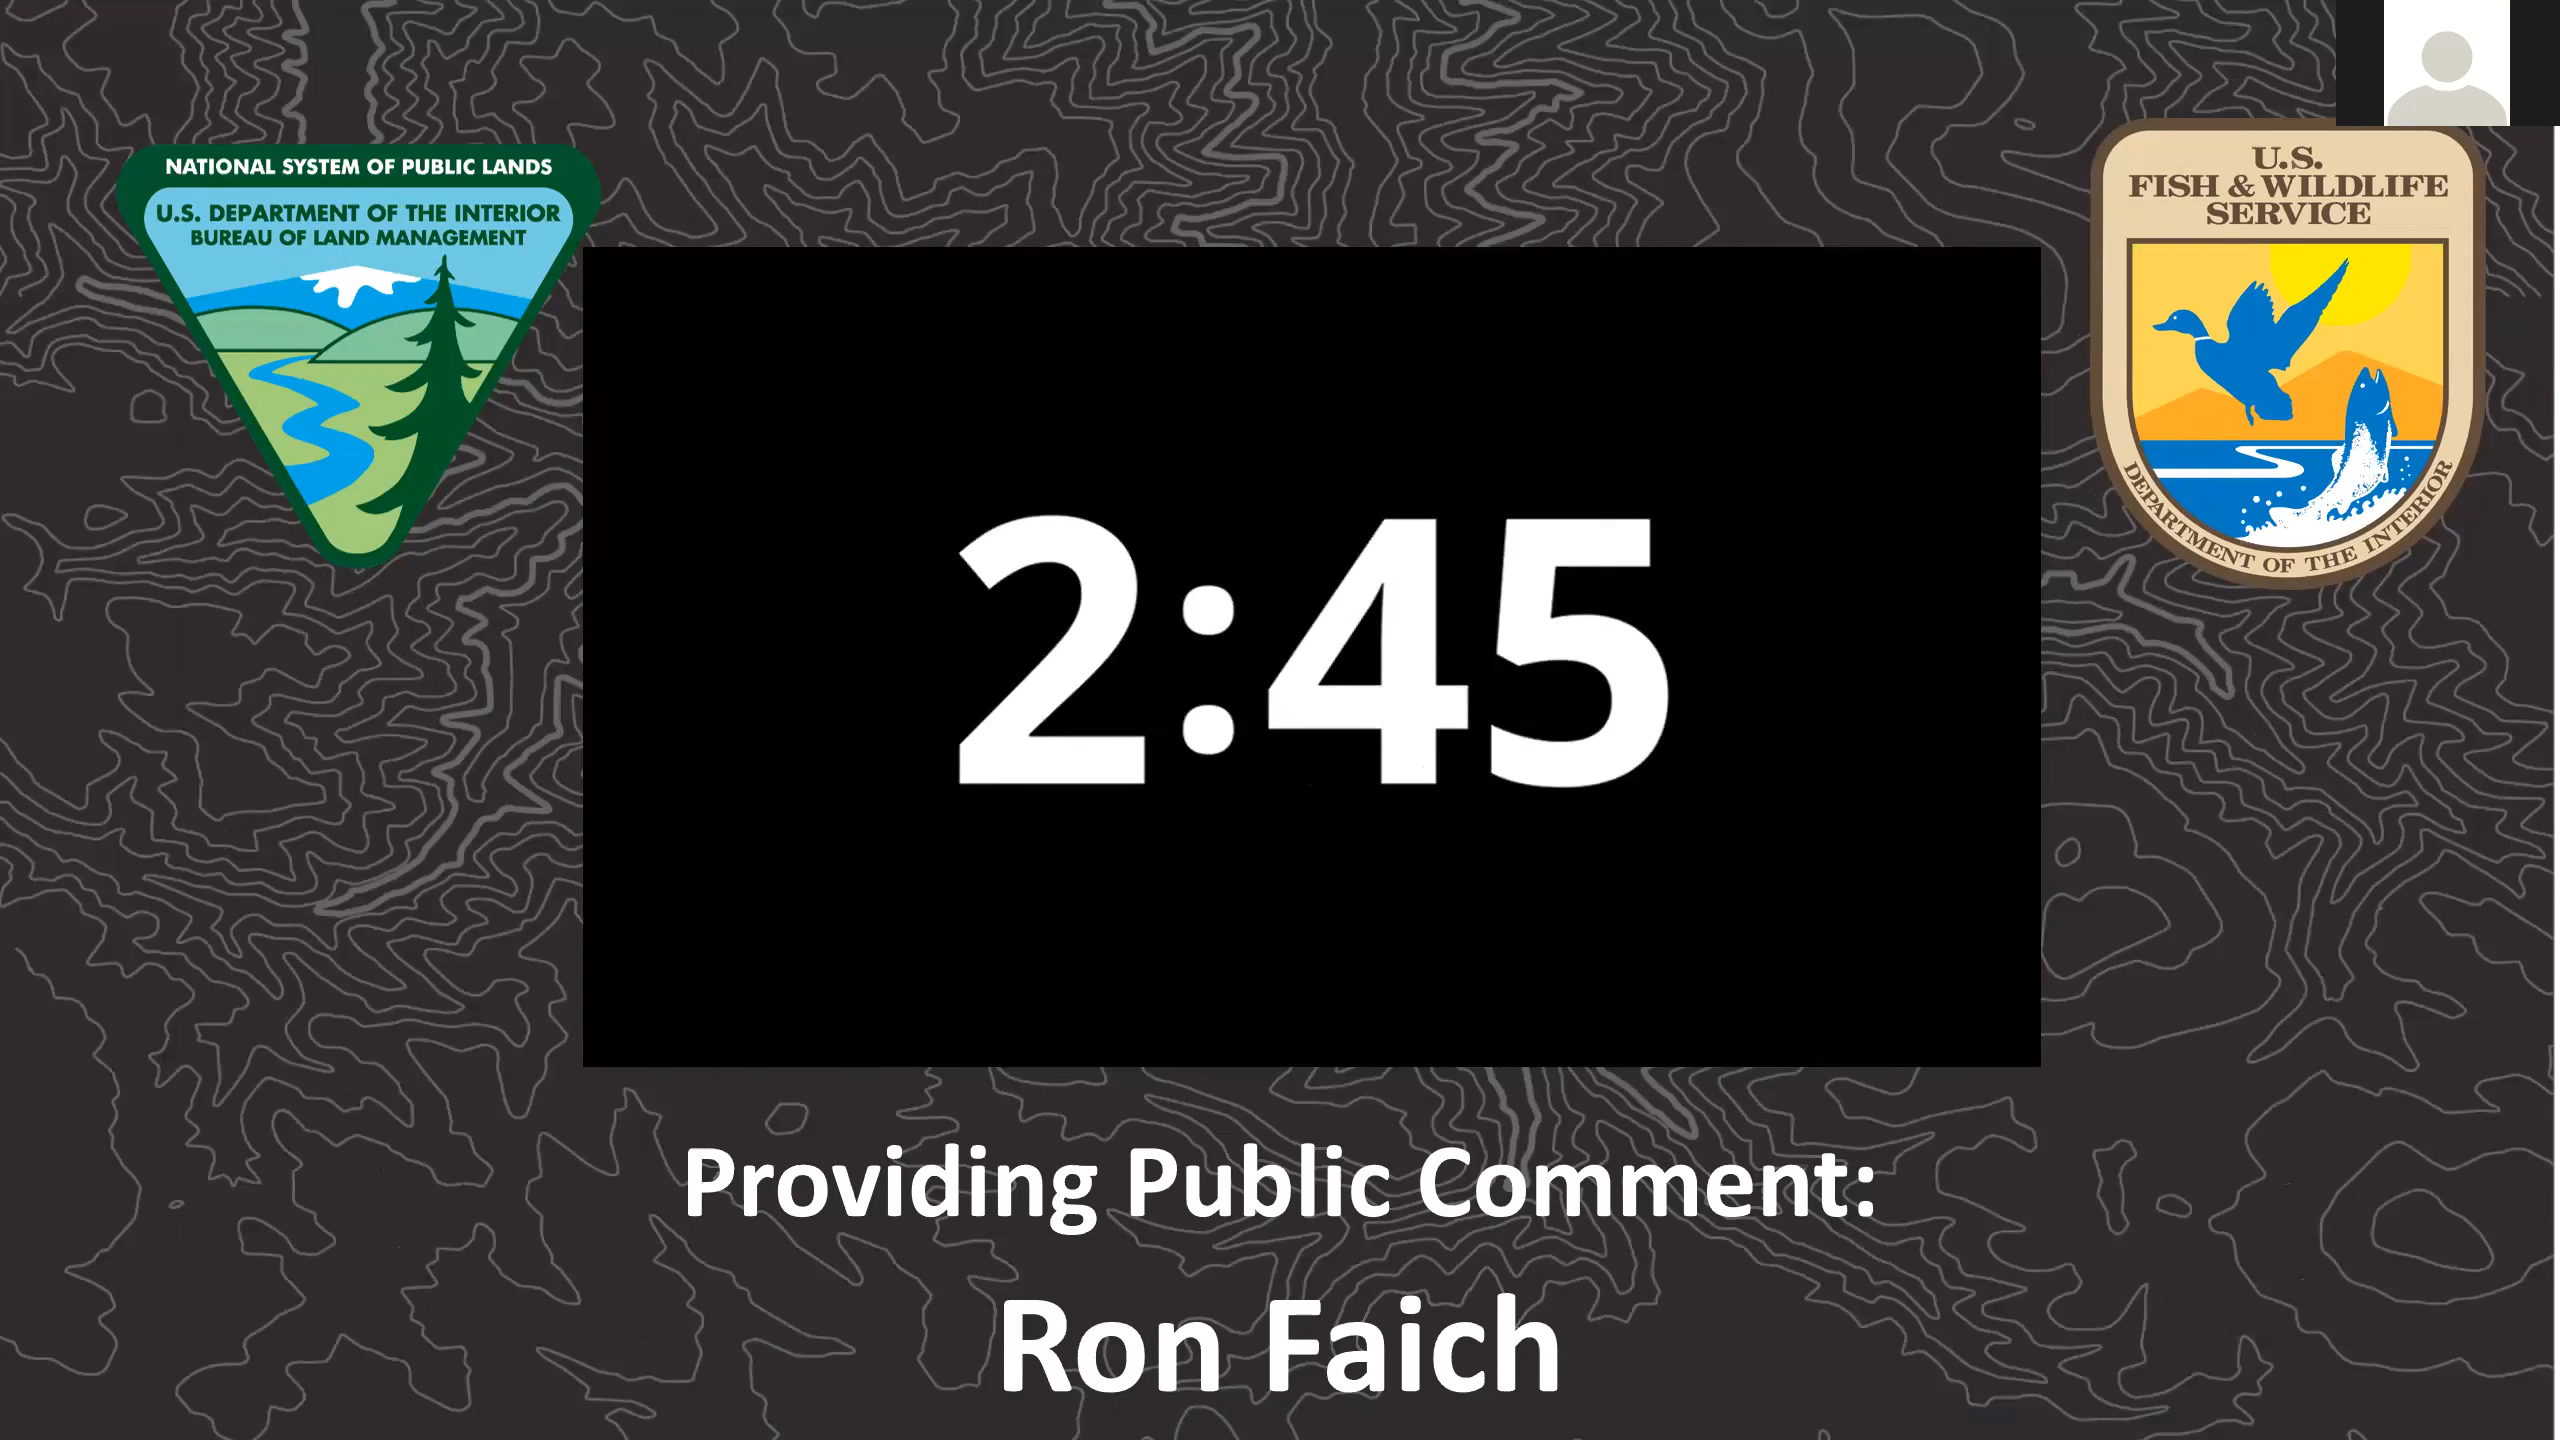 NATIONAL SYSTEM OF PUBLIC LANDS
U.S. DEPARTMENT OF THE INTERIOR
BUREAU OF LAND MANAGEMENT
U.S.
FISH & WILDLIFE
SERVICE
DEPARTMENT OF THE INTERIOR
2:45
Providing Public Comment:
Ron Faich